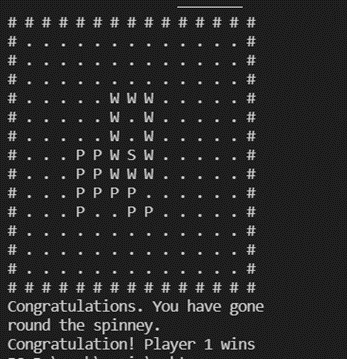 # # # # # # # # # # # # # # #
# . . . . . . . . . . . . . #
# . . . . . . . . . . . . . #
# . . . . . . . . . . . . . #
# . . . . . W W W . . . . . #
# . . . . . W . W . . . . . #
# . . . . . W . W . . . . . #
# . . . P P W S W . . . . . #
# . . . P P W W W . . . . . #
# . . . P P P P . . . . . . #
# . . . P . . P P . . . . . #
# . . . . . . . . . . . . . #
# . . . . . . . . . . . . . #
# . . . . . . . . . . . . . #
# # # # # # # # # # # # # # #
Congratulations. You have gone
round the spinney.
Congratulation! Player 1 wins